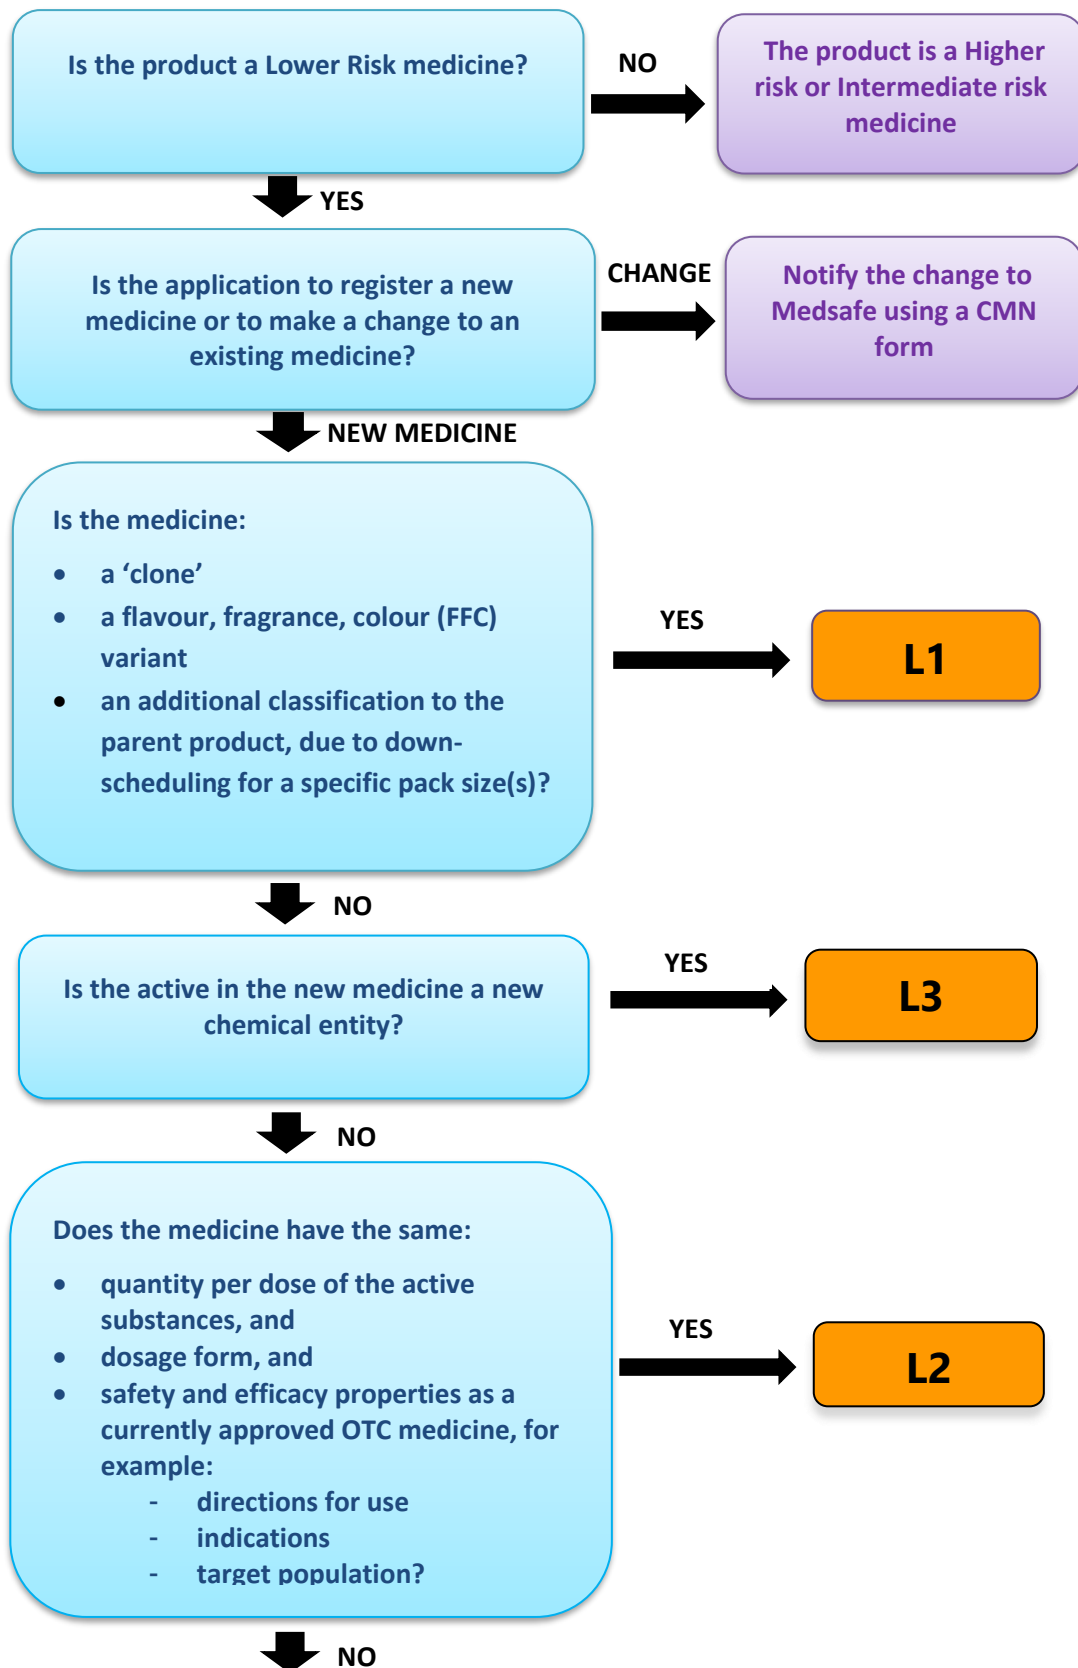 Is the product a Lower Risk medicine?
NO
The product is a Higher
risk or Intermediate risk
medicine
YES
Is the application to register a new
medicine or to make a change to an
existing medicine?
CHANGE
Notify the change to
Medsafe using a CMN
form
NEW MEDICINE
Is the medicine:
• a ‘clone’
• a flavour, fragrance, colour (FFC)
variant
• an additional classification to the
parent product, due to down-
scheduling for a specific pack size(s)?
YES
L1
NO
Is the active in the new medicine a new
chemical entity?
YES
L3
NO
Does the medicine have the same:
• quantity per dose of the active
substances, and
• dosage form, and
• safety and efficacy properties as a
currently approved OTC medicine, for
example:
- directions for use
- indications
- target population?
YES
L2
NO